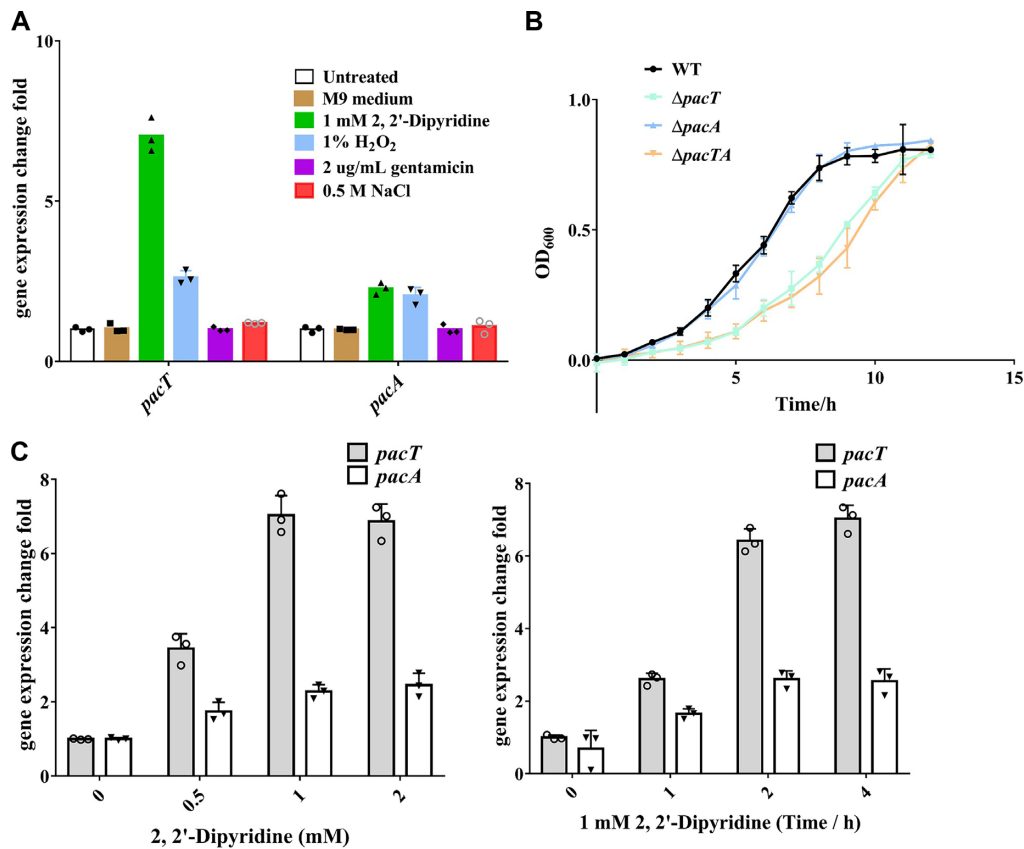 A
10
5
0
gene expression change fold
Untreated
M9 medium
1 mM 2, 2'-Dipyridine
1% H₂O₂
2 ug/mL gentamicin
0.5 M NaCl
pacT
pacA
B
WT
ΔpacT
ΔpacA
ΔpacTA
1.0
0.5
0.0
OD₆₀₀
5
10
15
Time/h
C
pacT
pacA
8
6
4
2
0
gene expression change fold
0
0.5
1
2
2, 2'-Dipyridine (mM)
pacT
pacA
8
6
4
2
0
gene expression change fold
0
1
2
4
1 mM 2, 2'-Dipyridine (Time / h)